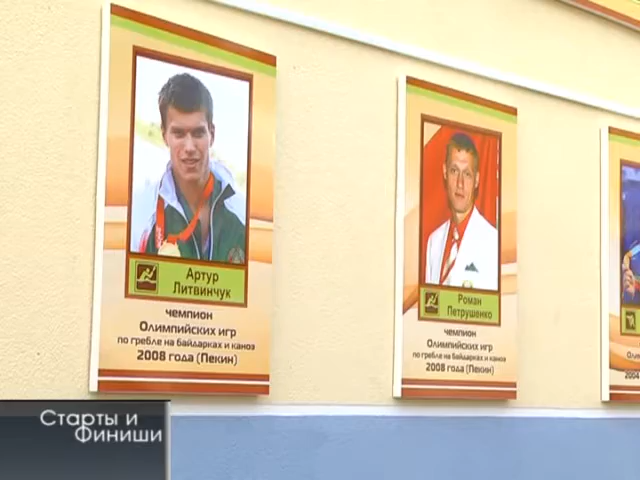 Артур
Литвинчук
чемпион
Олимпийских игр
по гребле на байдарках и каноэ
2008 года (Пекин)
Роман
Петрушенко
чемпион
Олимпийских игр
по гребле на байдарках и каноэ
2008 года (Пекин)
2004
Старты и
Финиши